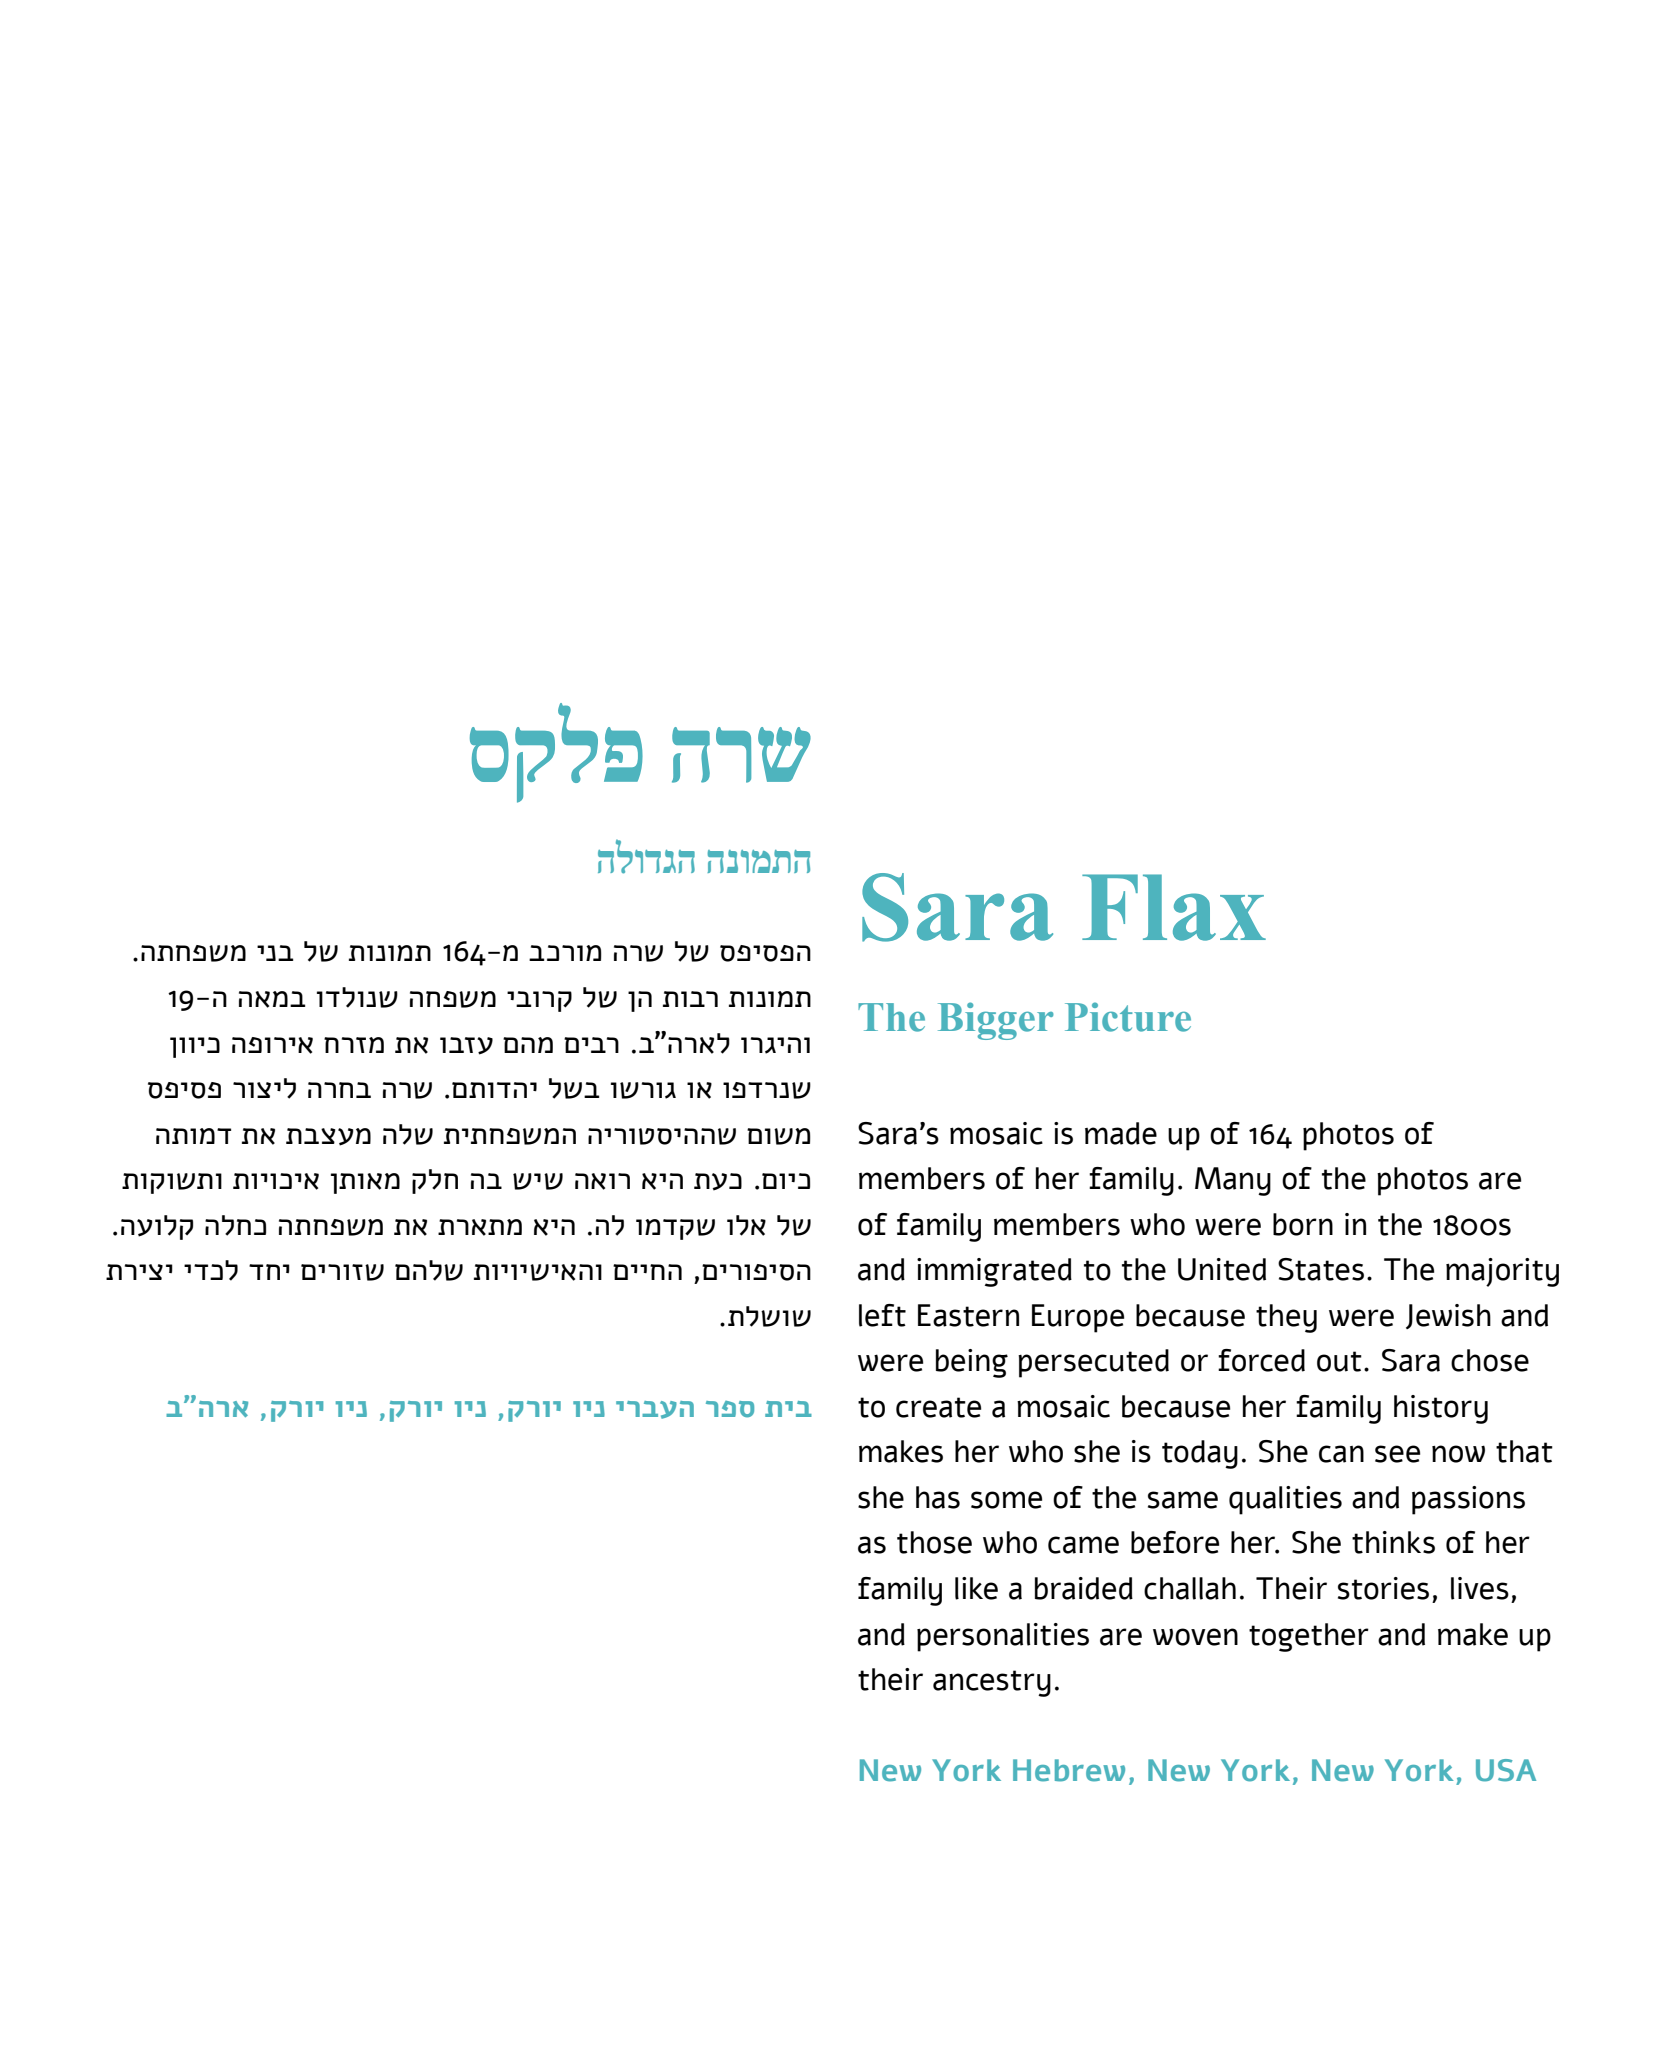 שרה פלקס
התמונה הגדולה
הפסיפס של שרה מורכב מ-164 תמונות של בני משפחתה.
תמונות רבות הן של קרובי משפחה שנולדו במאה ה-19
והיגרו לארה”ב. רבים מהם עזבו את מזרח אירופה כיוון
שנרדפו או גורשו בשל יהדותם. שרה בחרה ליצור פסיפס
משום שההיסטוריה המשפחתית שלה מעצבת את דמותה
כיום. כעת היא רואה שיש בה חלק מאותן איכויות ותשוקות
של אלו שקדמו לה. היא מתארת את משפחתה כחלה קלועה.
הסיפורים, החיים והאישיויות שלהם שזורים יחד לכדי יצירת
שושלת.
בית ספר העברי ניו יורק, ניו יורק, ניו יורק, ארה”ב
Sara Flax
The Bigger Picture
Sara’s mosaic is made up of 164 photos of
members of her family. Many of the photos are
of family members who were born in the 1800s
and immigrated to the United States. The majority
left Eastern Europe because they were Jewish and
were being persecuted or forced out. Sara chose
to create a mosaic because her family history
makes her who she is today. She can see now that
she has some of the same qualities and passions
as those who came before her. She thinks of her
family like a braided challah. Their stories, lives,
and personalities are woven together and make up
their ancestry.
New York Hebrew, New York, New York, USA